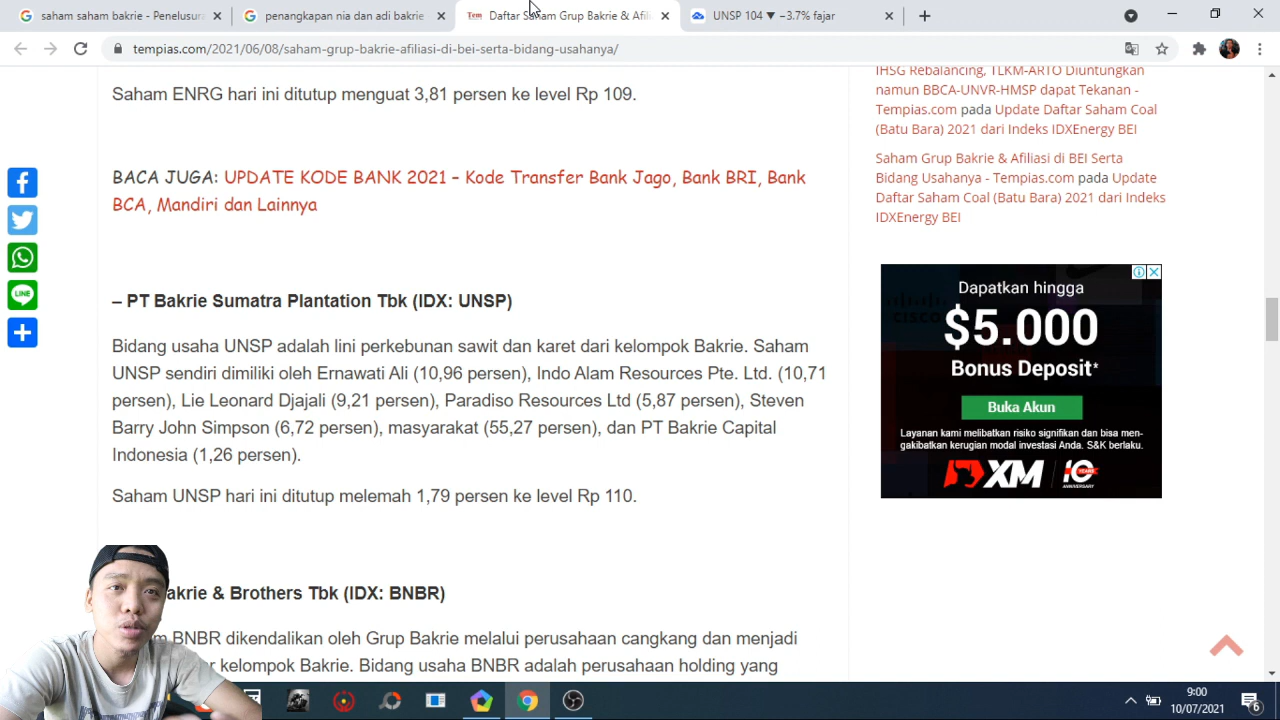 saham saham bakrie - Penelusura
penangkapan nia dan adi bakrie
Tem Daftar Saham Grup Bakrie & Afili
UNSP 104 ▼ −3.7% fajar
tempias.com/2021/06/08/saham-grup-bakrie-afiliasi-di-bei-serta-bidang-usahanya/
Saham ENRG hari ini ditutup menguat 3,81 persen ke level Rp 109.
BACA JUGA: UPDATE KODE BANK 2021 – Kode Transfer Bank Jago, Bank BRI, Bank
BCA, Mandiri dan Lainnya
– PT Bakrie Sumatra Plantation Tbk (IDX: UNSP)
Bidang usaha UNSP adalah lini perkebunan sawit dan karet dari kelompok Bakrie. Saham
UNSP sendiri dimiliki oleh Ernawati Ali (10,96 persen), Indo Alam Resources Pte. Ltd. (10,71
persen), Lie Leonard Djajali (9,21 persen), Paradiso Resources Ltd (5,87 persen), Steven
Barry John Simpson (6,72 persen), masyarakat (55,27 persen), dan PT Bakrie Capital
Indonesia (1,26 persen).
Saham UNSP hari ini ditutup melemah 1,79 persen ke level Rp 110.
akrie & Brothers Tbk (IDX: BNBR)
BNBR dikendalikan oleh Grup Bakrie melalui perusahaan cangkang dan menjadi
kelompok Bakrie. Bidang usaha BNBR adalah perusahaan holding yang
IHSG Rebalancing, TLKM-ARTO Diuntungkan
namun BBCA-UNVR-HMSP dapat Tekanan -
Tempias.com pada Update Daftar Saham Coal
(Batu Bara) 2021 dari Indeks IDXEnergy BEI
Saham Grup Bakrie & Afiliasi di BEI Serta
Bidang Usahanya - Tempias.com pada Update
Daftar Saham Coal (Batu Bara) 2021 dari Indeks
IDXEnergy BEI
Dapatkan hingga
$5.000
Bonus Deposit*
Buka Akun
Layanan kami melibatkan risiko signifikan dan bisa men-
gakibatkan kerugian modal investasi Anda. S&K berlaku.
XM 10 YEARS ANNIVERSARY
LINE
9:00
10/07/2021
6